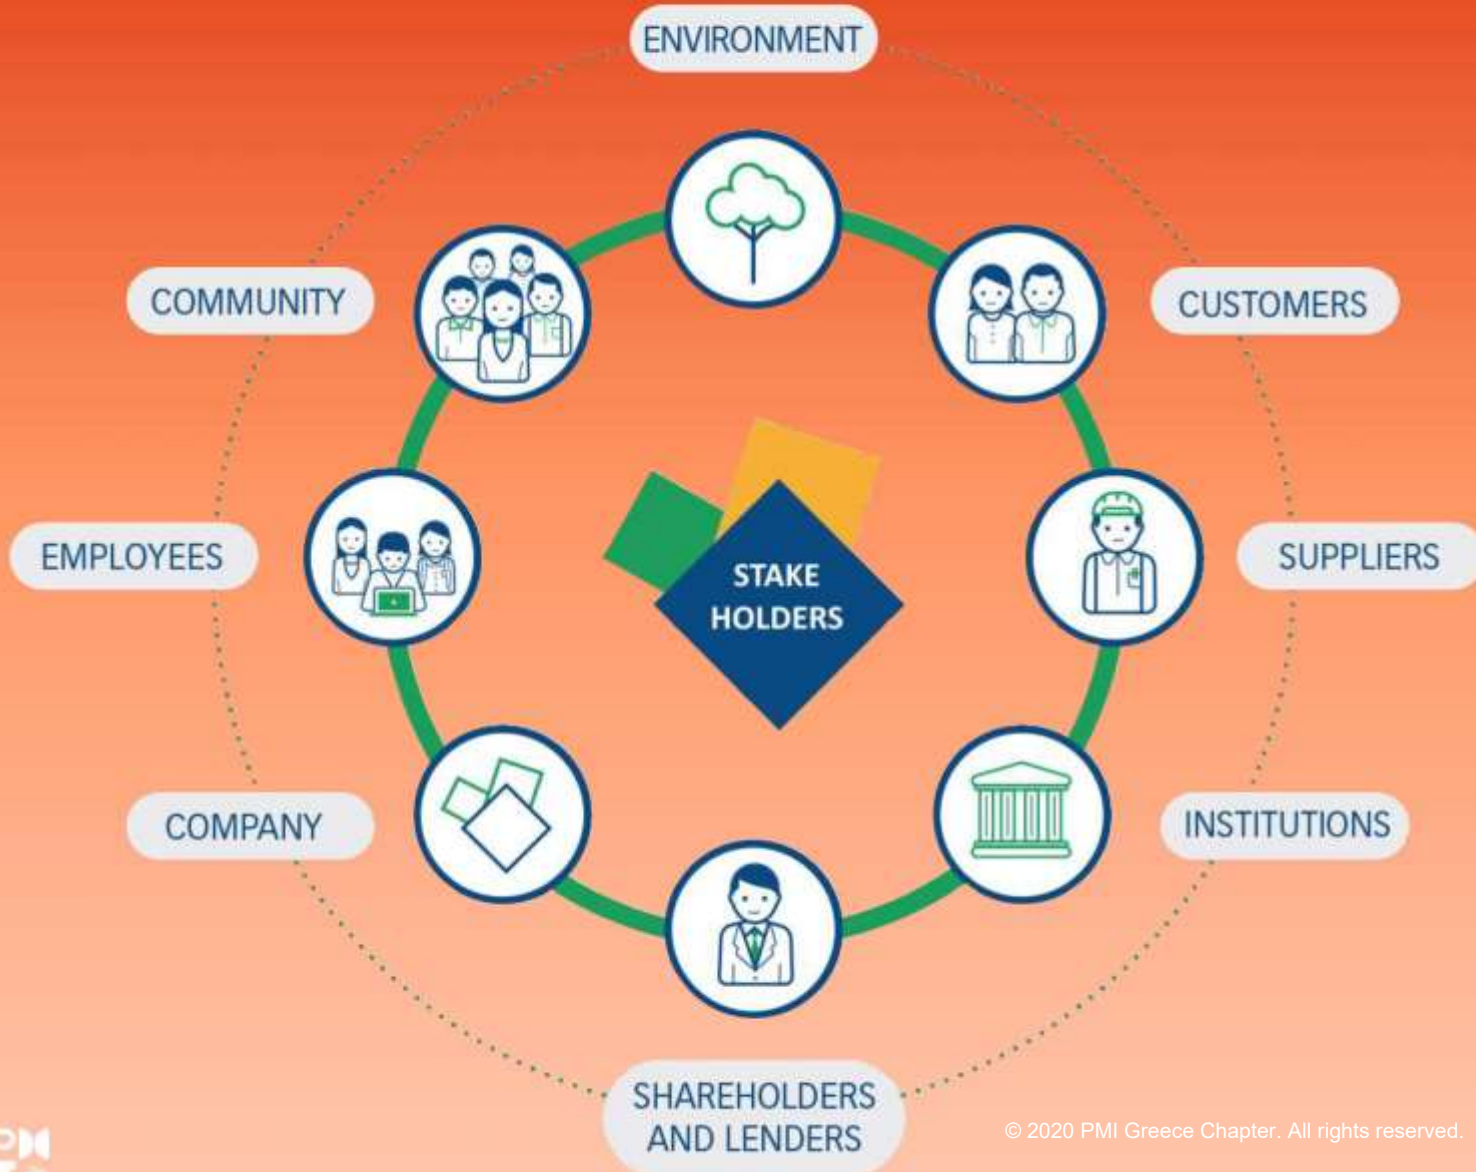 ENVIRONMENT
COMMUNITY
CUSTOMERS
EMPLOYEES
STAKE
HOLDERS
SUPPLIERS
COMPANY
INSTITUTIONS
SHAREHOLDERS
AND LENDERS
© 2020 PMI Greece Chapter. All rights reserved.